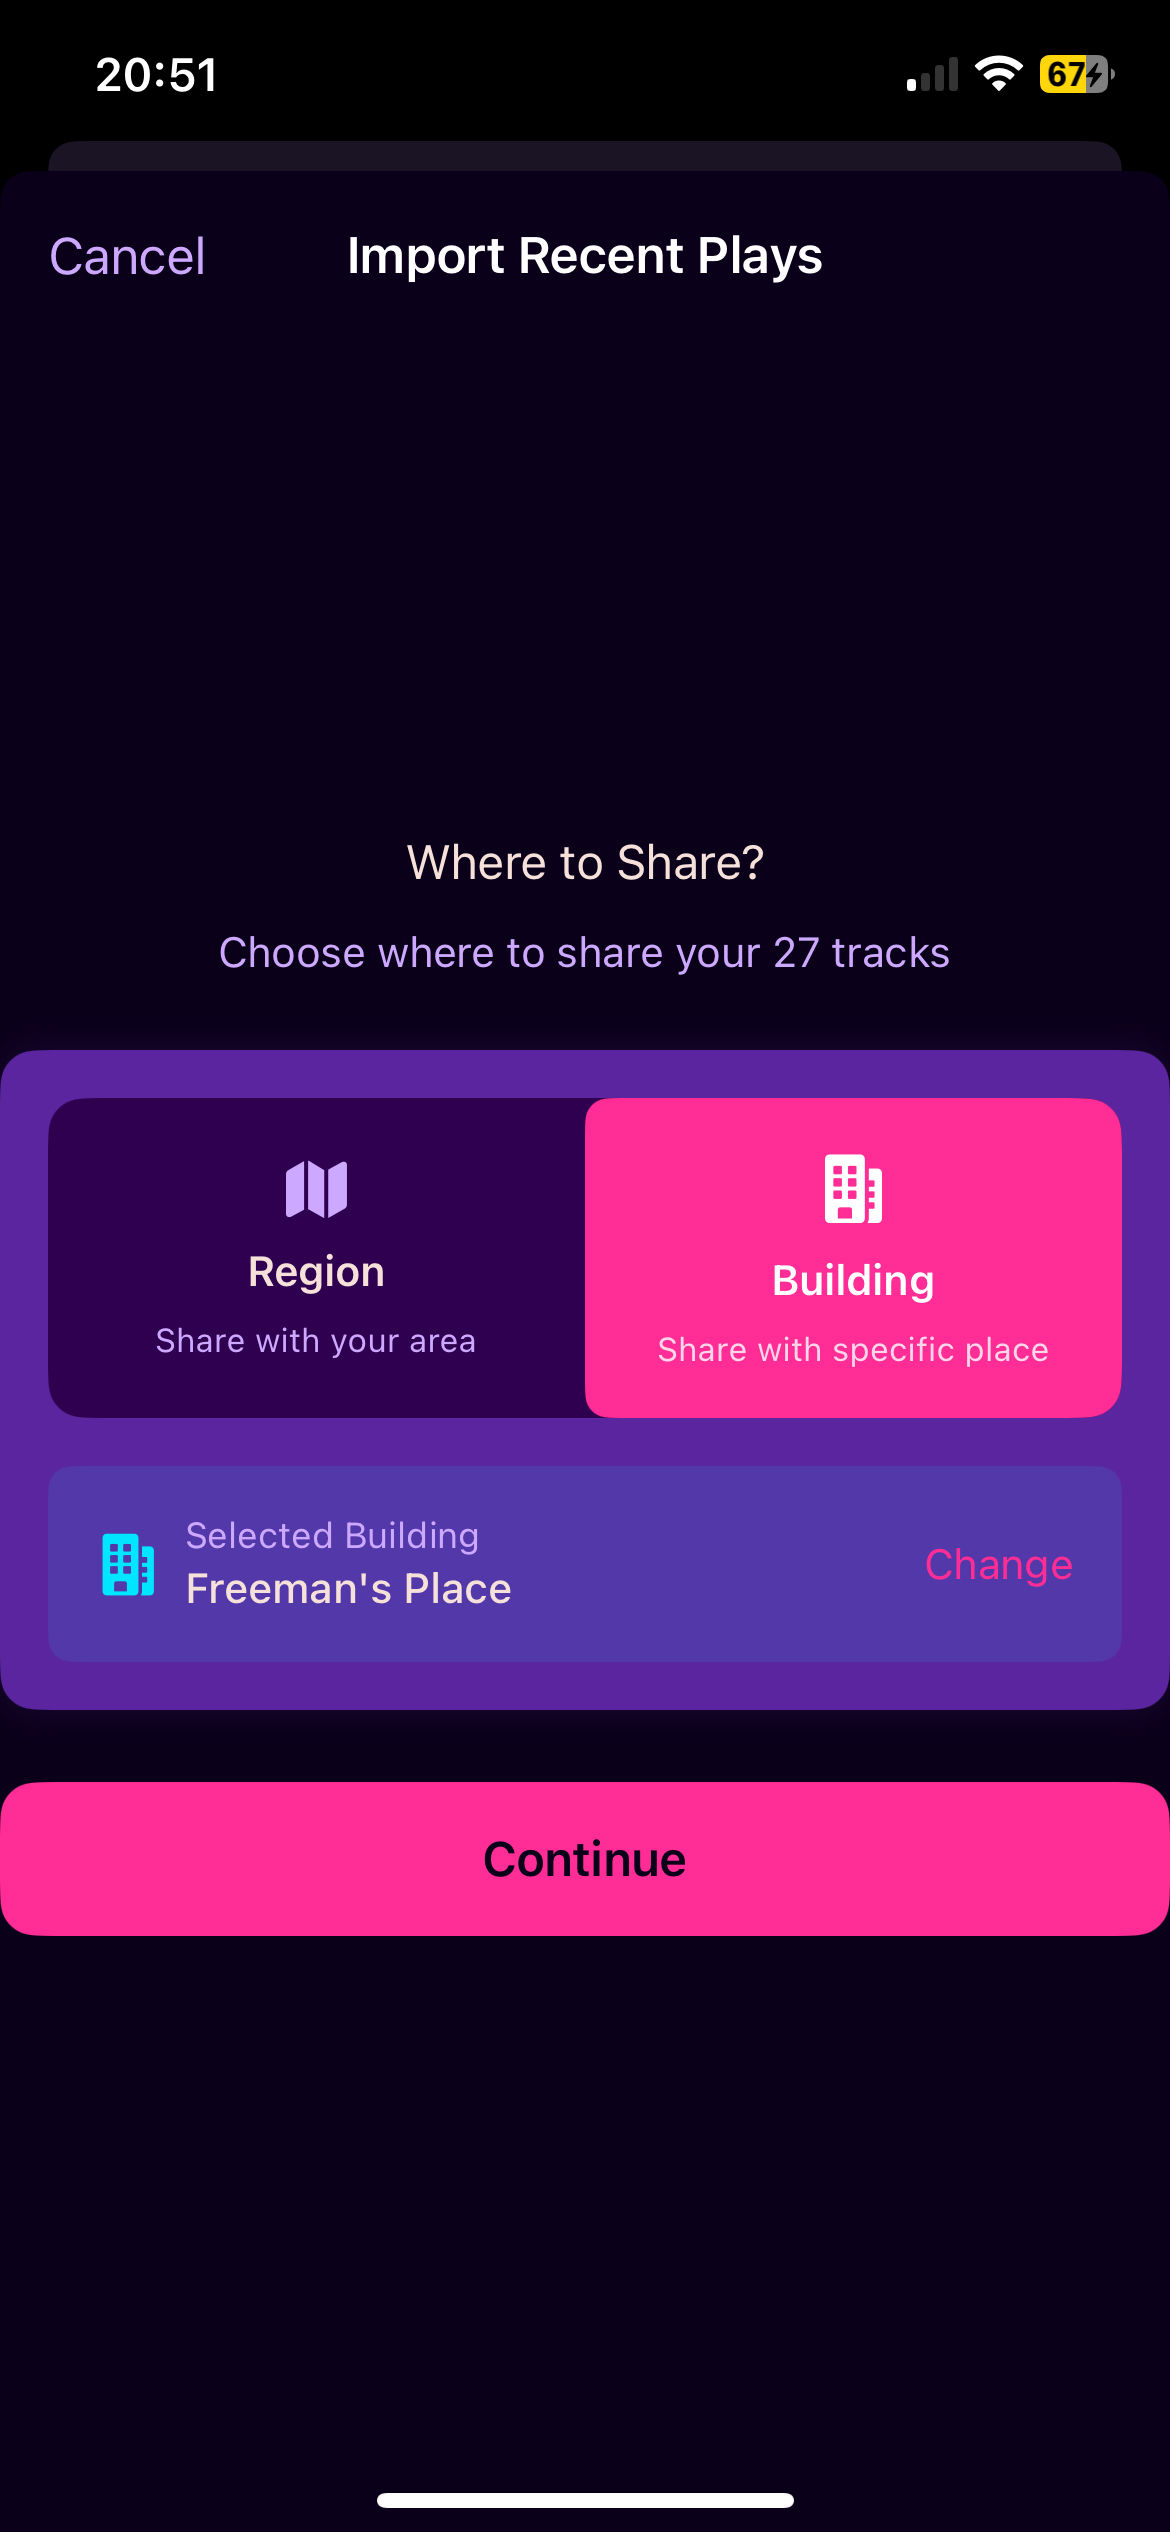 20:51
67
Cancel
Import Recent Plays
Where to Share?
Choose where to share your 27 tracks
Region
Share with your area
Building
Share with specific place
Selected Building
Freeman's Place
Change
Continue